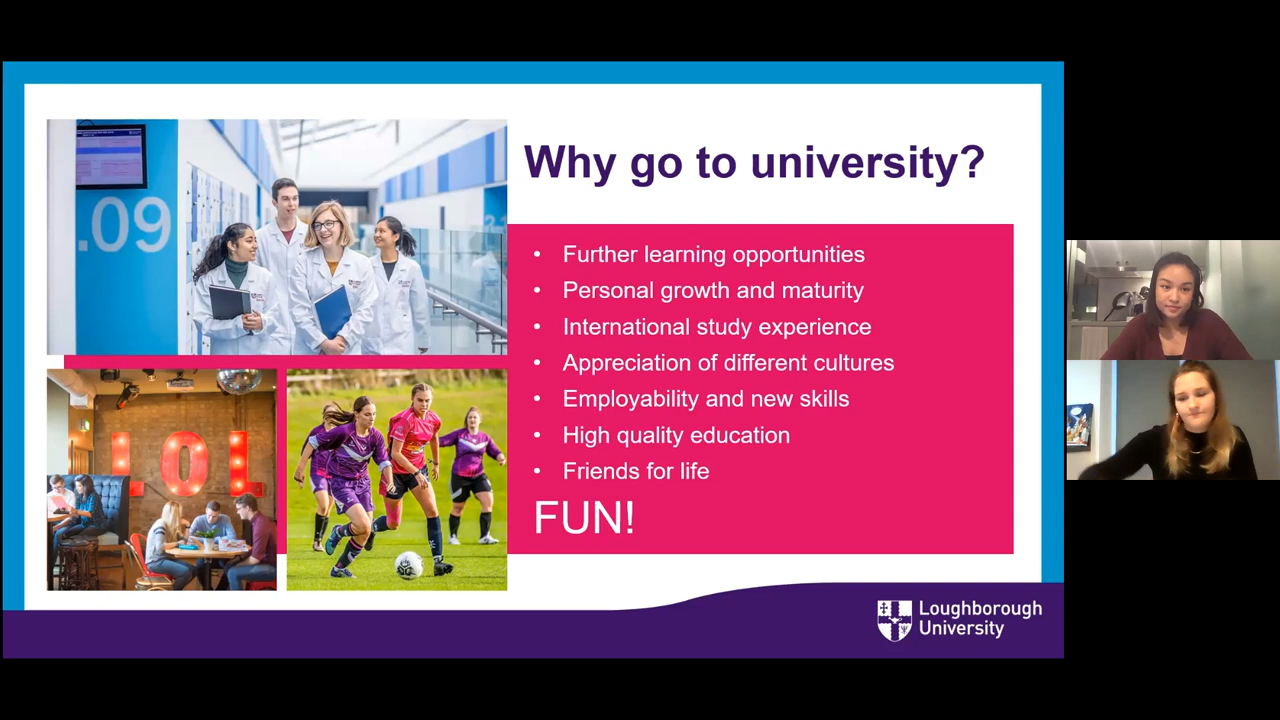 .09
Why go to university?
• Further learning opportunities
• Personal growth and maturity
• International study experience
• Appreciation of different cultures
• Employability and new skills
• High quality education
• Friends for life
FUN!
LOL
Loughborough
University